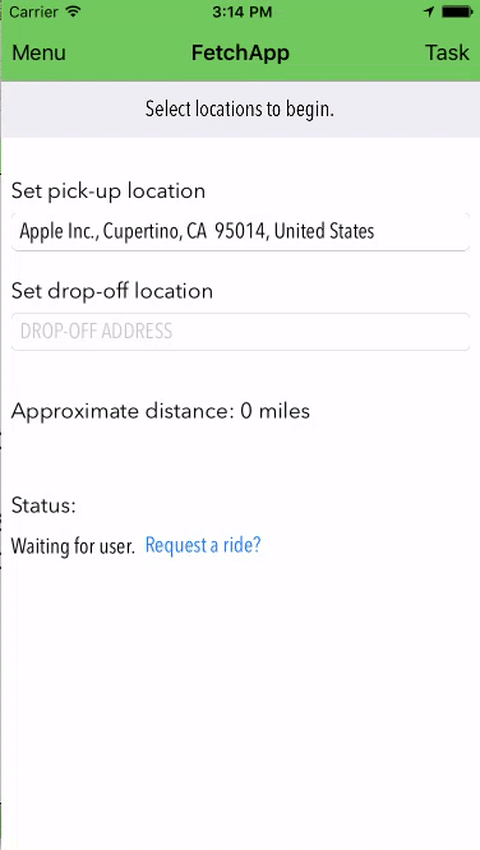 Carrier 3:14 PM
Menu FetchApp Task
Select locations to begin.
Set pick-up location
Apple Inc., Cupertino, CA  95014, United States
Set drop-off location
DROP-OFF ADDRESS
Approximate distance: 0 miles
Status:
Waiting for user. Request a ride?